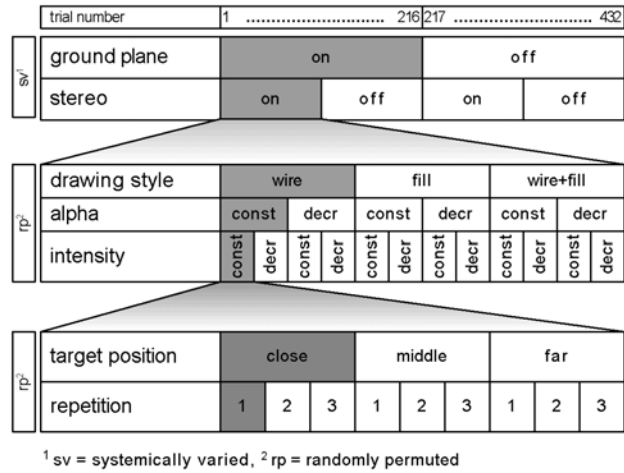 trial number 1 ........................ 216 217 ........................ 432
sv¹
ground plane on off
stereo on off on off
rp²
drawing style wire fill wire+fill
alpha const decr const decr const decr
intensity const decr const decr const decr const decr const decr const decr
rp²
target position close middle far
repetition 1 2 3 1 2 3 1 2 3
¹ sv = systemically varied, ² rp = randomly permuted